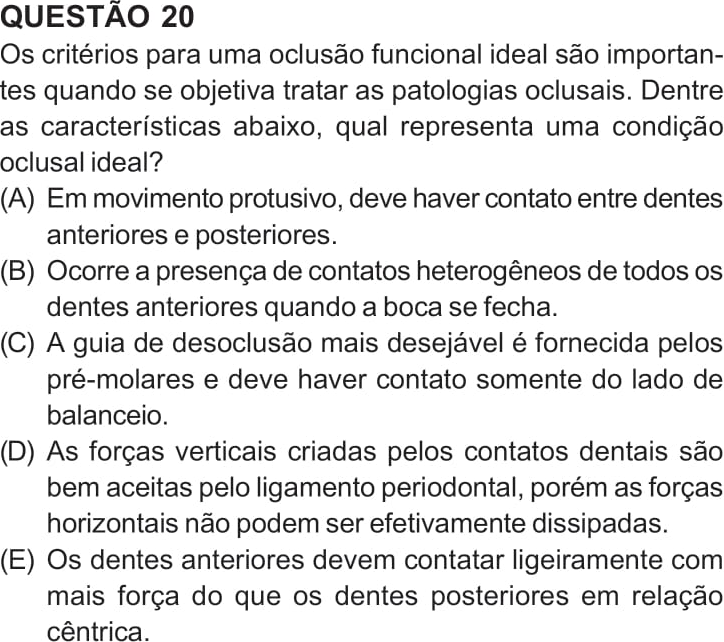 QUESTÃO 20
Os critérios para uma oclusão funcional ideal são importan-
tes quando se objetiva tratar as patologias oclusais. Dentre
as características abaixo, qual representa uma condição
oclusal ideal?
(A) Em movimento protusivo, deve haver contato entre dentes
anteriores e posteriores.
(B) Ocorre a presença de contatos heterogêneos de todos os
dentes anteriores quando a boca se fecha.
(C) A guia de desoclusão mais desejável é fornecida pelos
pré-molares e deve haver contato somente do lado de
balanceio.
(D) As forças verticais criadas pelos contatos dentais são
bem aceitas pelo ligamento periodontal, porém as forças
horizontais não podem ser efetivamente dissipadas.
(E) Os dentes anteriores devem contatar ligeiramente com
mais força do que os dentes posteriores em relação
cêntrica.